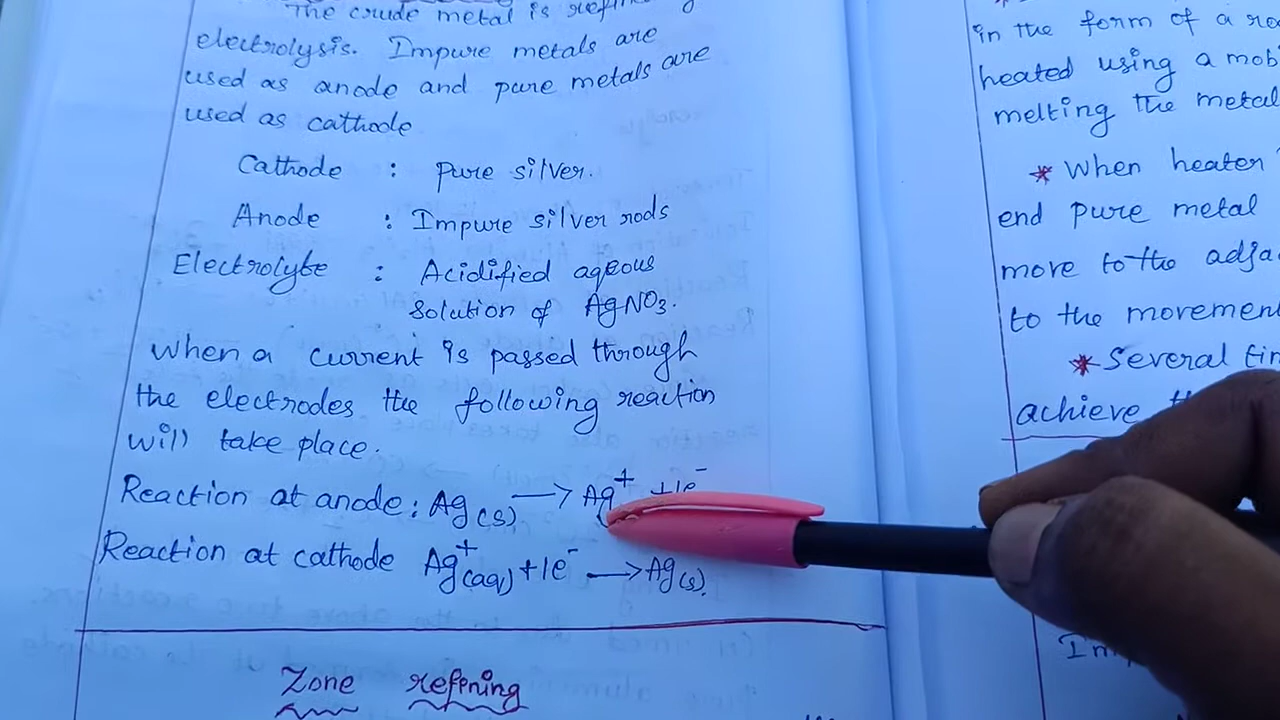 The crude metal is
electrolysis. Impure metals are
used as anode and pure metals are
used as cathode
Cathode : pure silver.
Anode : Impure silver rods
Electrolyte : Acidified aqeous
Solution of AgNO3.
When a current is passed through
the electrodes the following reaction
will take place.
Reaction at anode: Ag(s) → Ag+ +1e-
Reaction at cathode Ag+(aq) +1e- → Ag(s).
Zone refining
in the form of a
heated using a
melting the metal
* When heater
end pure metal
more to the
to the movement
* Several
achieve